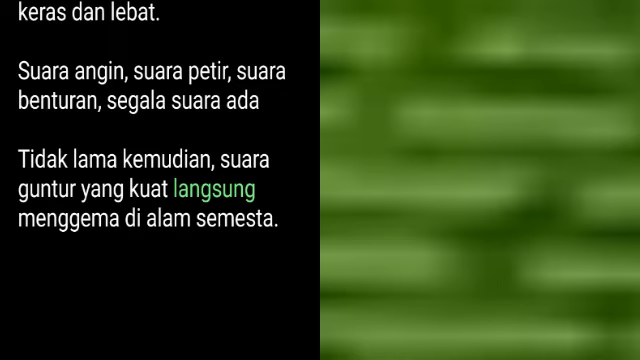 keras dan lebat.
Suara angin, suara petir, suara
benturan, segala suara ada
Tidak lama kemudian, suara
guntur yang kuat langsung
menggema di alam semesta.